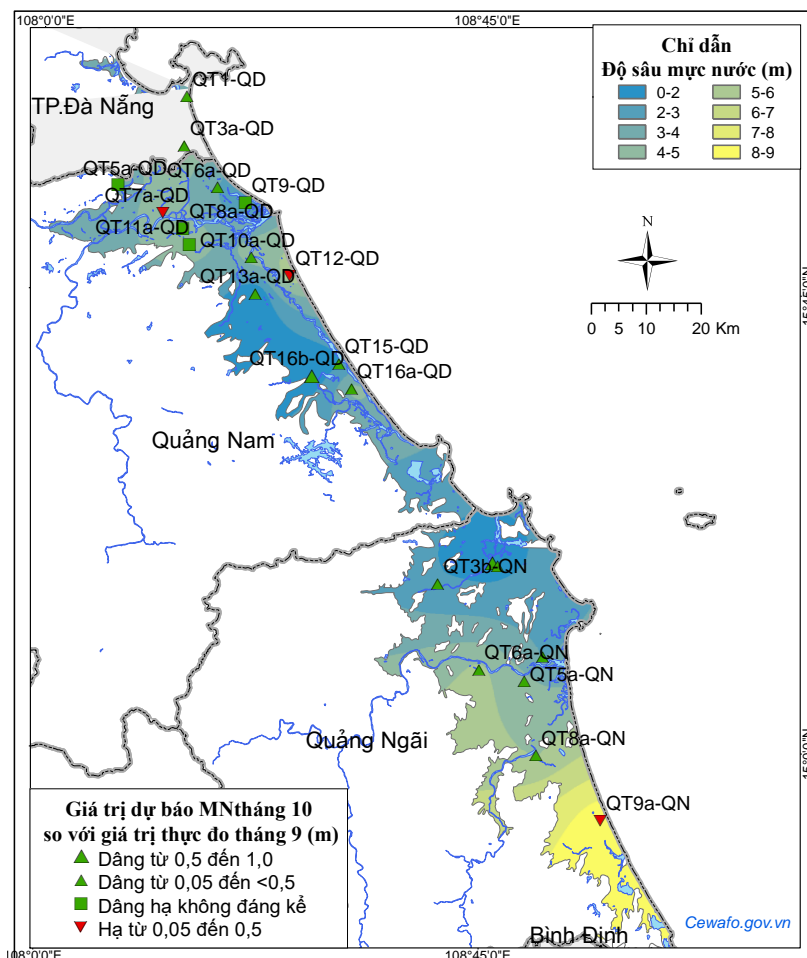 108°0'0"E
108°45'0"E
Chỉ dẫn
Độ sâu mực nước (m)
0-2
2-3
3-4
4-5
5-6
6-7
7-8
8-9
QT1-QD
TP.Đà Nẵng
QT3a-QD
QT5a-QD
QT6a-QD
QT7a-QD
QT9-QD
QT8a-QD
QT11a-QD
QT10a-QD
QT12-QD
QT13a-QD
N
15°45'0"N
0 5 10 20 Km
QT15-QD
QT16b-QD
QT16a-QD
Quảng Nam
QT3b-QN
QT6a-QN
QT5a-QN
Quảng Ngãi
QT8a-QN
15°0'0"N
QT9a-QN
Giá trị dự báo MNtháng 10
so với giá trị thực đo tháng 9 (m)
Dâng từ 0,5 đến 1,0
Dâng từ 0,05 đến <0,5
Dâng hạ không đáng kể
Hạ từ 0,05 đến 0,5
Cewafo.gov.vn
Bình Định
108°0'0"E
108°45'0"E